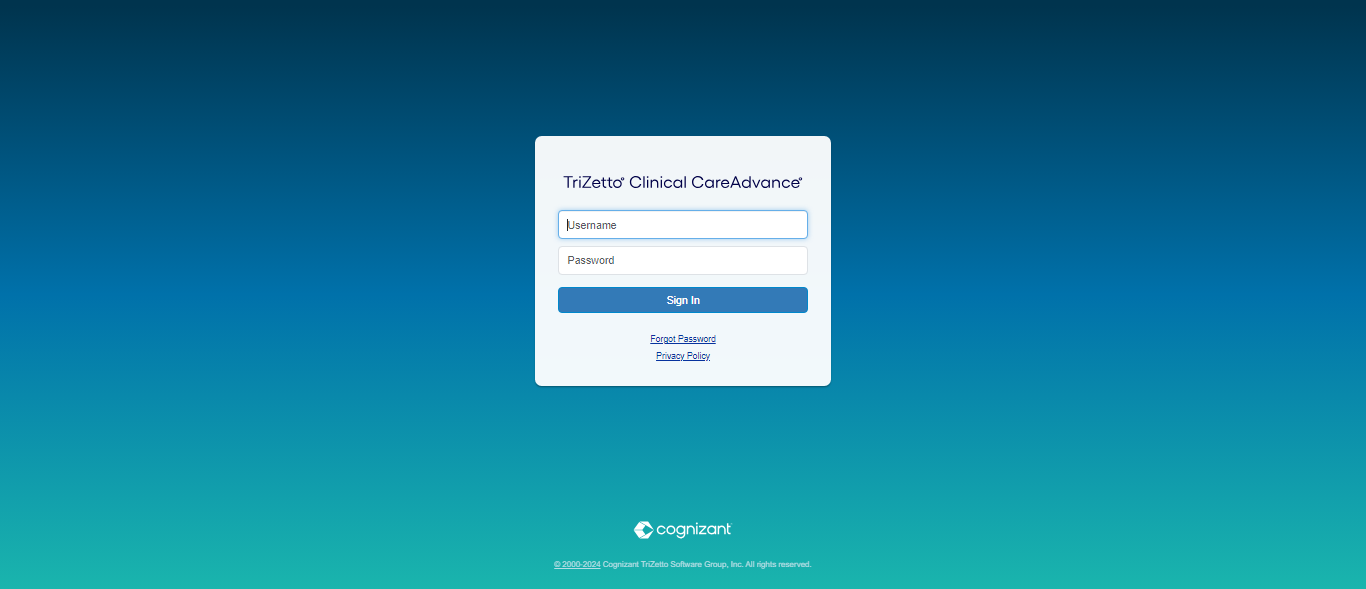 TriZetto® Clinical CareAdvance®
Username
Password
Sign In
Forgot Password
Privacy Policy
cognizant
© 2000-2024 Cognizant TriZetto Software Group, Inc. All rights reserved.